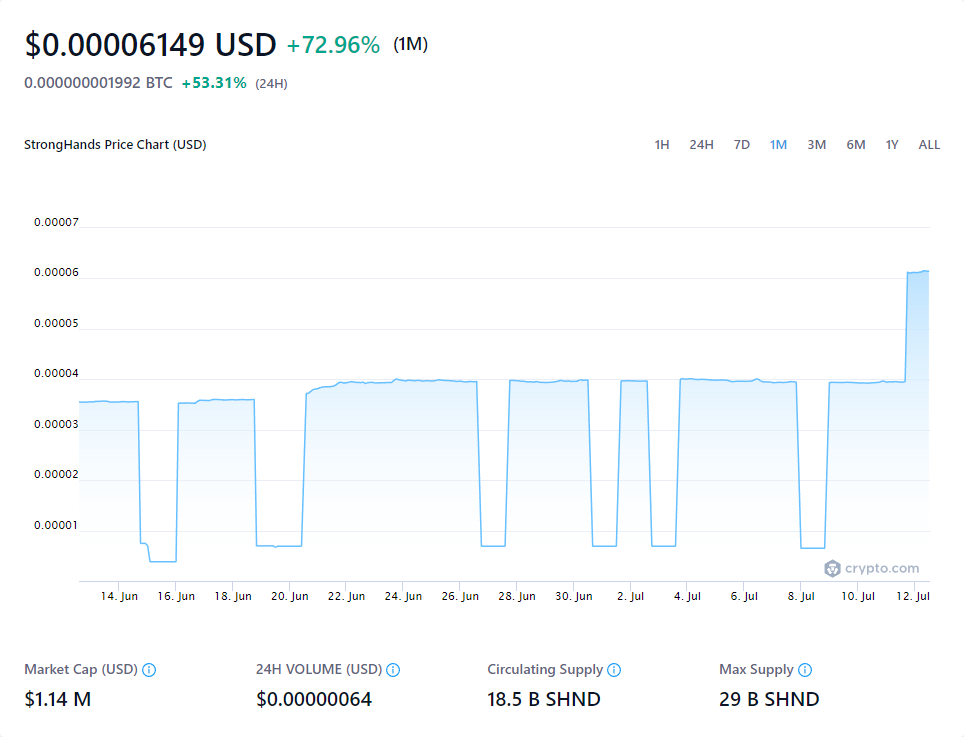 $0.00006149 USD +72.96% (1M)
0.000000001992 BTC +53.31% (24H)
StrongHands Price Chart (USD) 1H 24H 7D 1M 3M 6M 1Y ALL
0.00007
0.00006
0.00005
0.00004
0.00003
0.00002
0.00001
crypto.com
14. Jun 16. Jun 18. Jun 20. Jun 22. Jun 24. Jun 26. Jun 28. Jun 30. Jun 2. Jul 4. Jul 6. Jul 8. Jul 10. Jul 12. Jul
Market Cap (USD) 24H VOLUME (USD) Circulating Supply Max Supply
$1.14 M $0.00000064 18.5 B SHND 29 B SHND